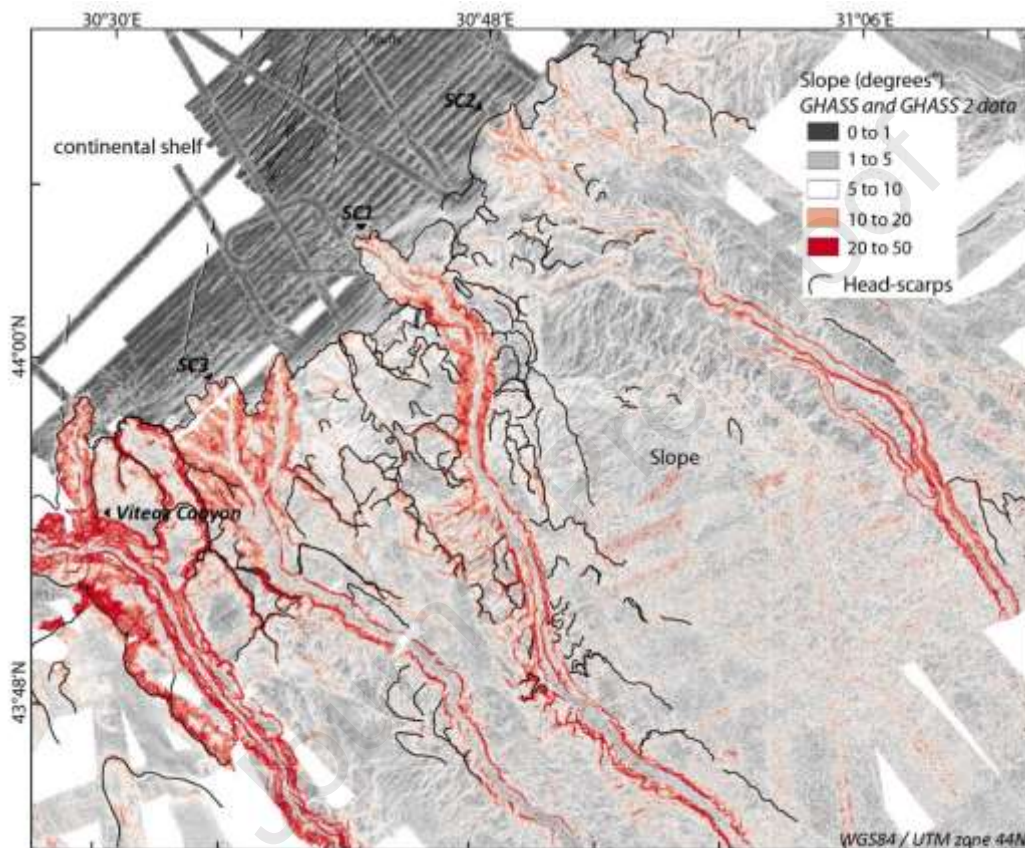 30°30'E
30°48'E
31°06'E
SC2
Slope (degrees°)
GHASS and GHASS 2 data
0 to 1
1 to 5
5 to 10
10 to 20
20 to 50
Head-scarps
continental shelf
SC1
44°00'N
SC3
Slope
Viteaz Canyon
43°48'N
WGS84 / UTM zone 44N